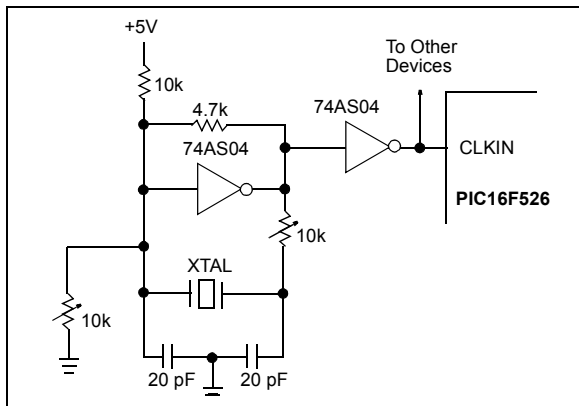 +5V
To Other
Devices
10k
4.7k
74AS04
74AS04
CLKIN
PIC16F526
10k
XTAL
10k
20 pF
20 pF